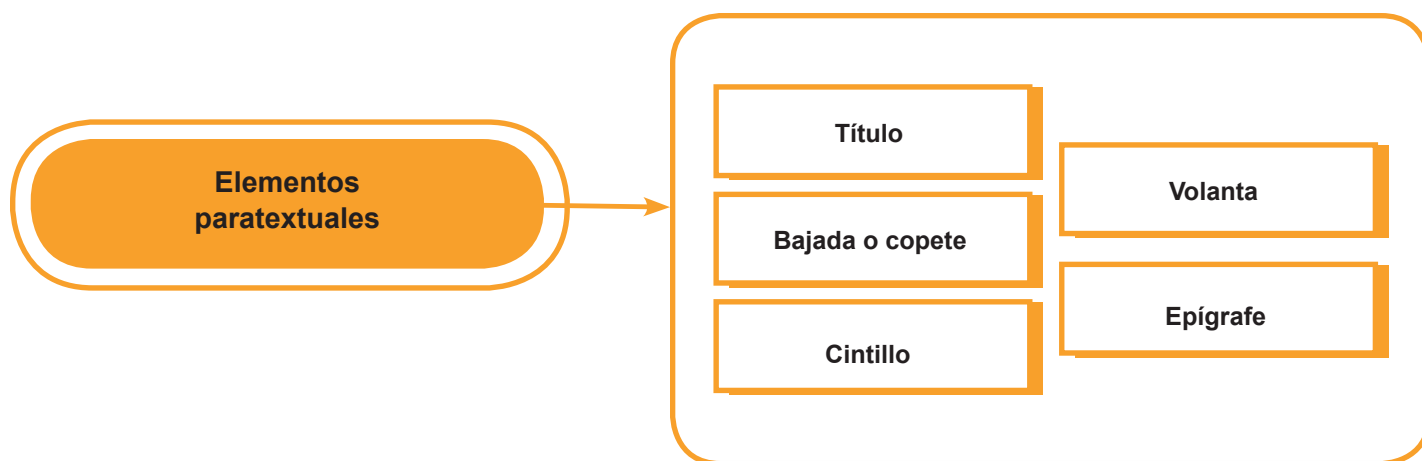 Elementos
paratextuales
Título
Bajada o copete
Cintillo
Volanta
Epígrafe